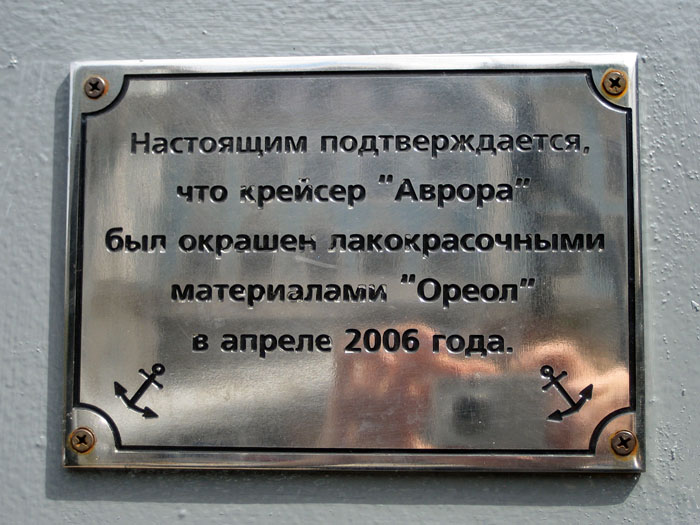 Настоящим подтверждается,
что крейсер "Аврора"
был окрашен лакокрасочными
материалами "Ореол"
в апреле 2006 года.